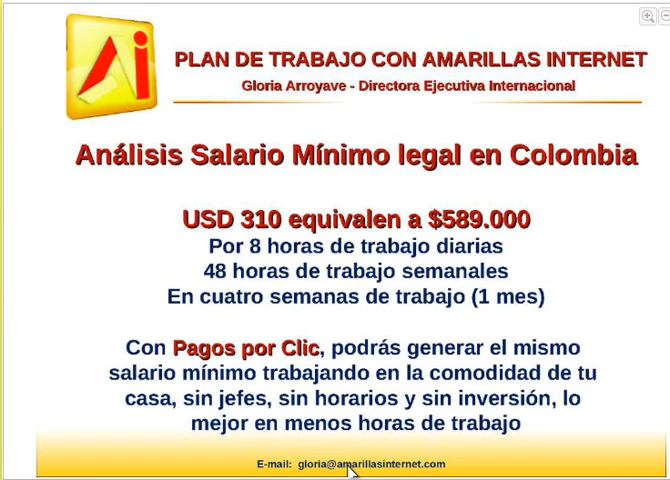 Ai
PLAN DE TRABAJO CON AMARILLAS INTERNET
Gloria Arroyave - Directora Ejecutiva Internacional
Análisis Salario Mínimo legal en Colombia
USD 310 equivalen a $589.000
Por 8 horas de trabajo diarias
48 horas de trabajo semanales
En cuatro semanas de trabajo (1 mes)
Con Pagos por Clic, podrás generar el mismo
salario mínimo trabajando en la comodidad de tu
casa, sin jefes, sin horarios y sin inversión, lo
mejor en menos horas de trabajo
E-mail: gloria@amarillasinternet.com